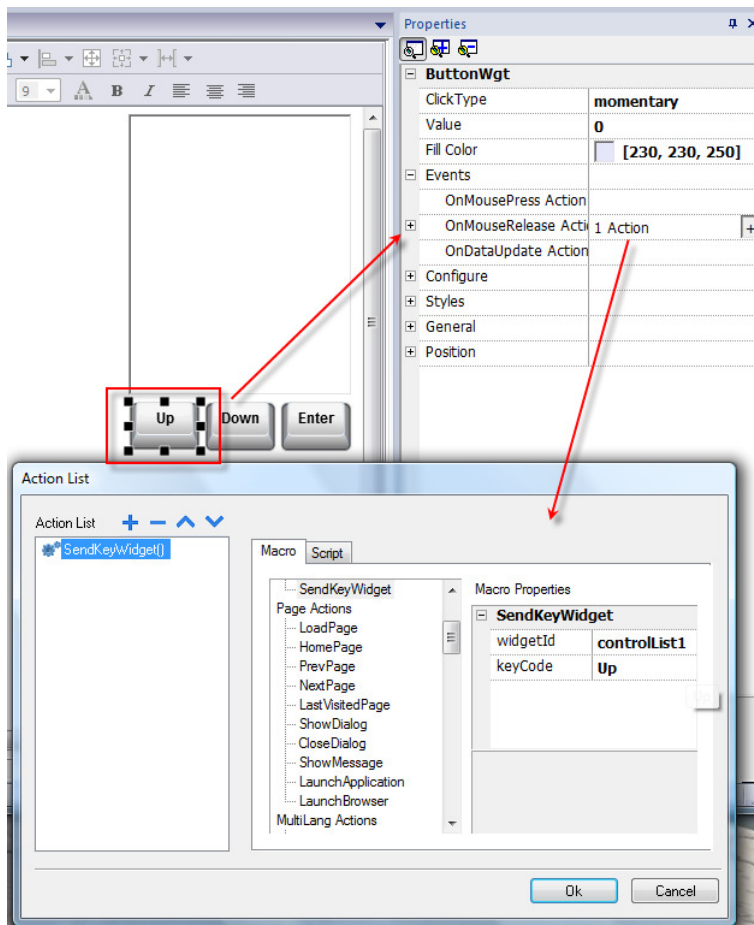 Properties
9 A B I
ButtonWgt
ClickType momentary
Value 0
Fill Color [230, 230, 250]
Events
OnMousePress Action
OnMouseRelease Acti 1 Action +
OnDataUpdate Action
Configure
Styles
General
Position
Up Down Enter
Action List
Action List
SendKeyWidget()
Macro Script
SendKeyWidget
Page Actions
LoadPage
HomePage
PrevPage
NextPage
LastVisitedPage
ShowDialog
CloseDialog
ShowMessage
LaunchApplication
LaunchBrowser
MultiLang Actions
Macro Properties
SendKeyWidget
widgetId controlList1
keyCode Up
Up
Ok Cancel